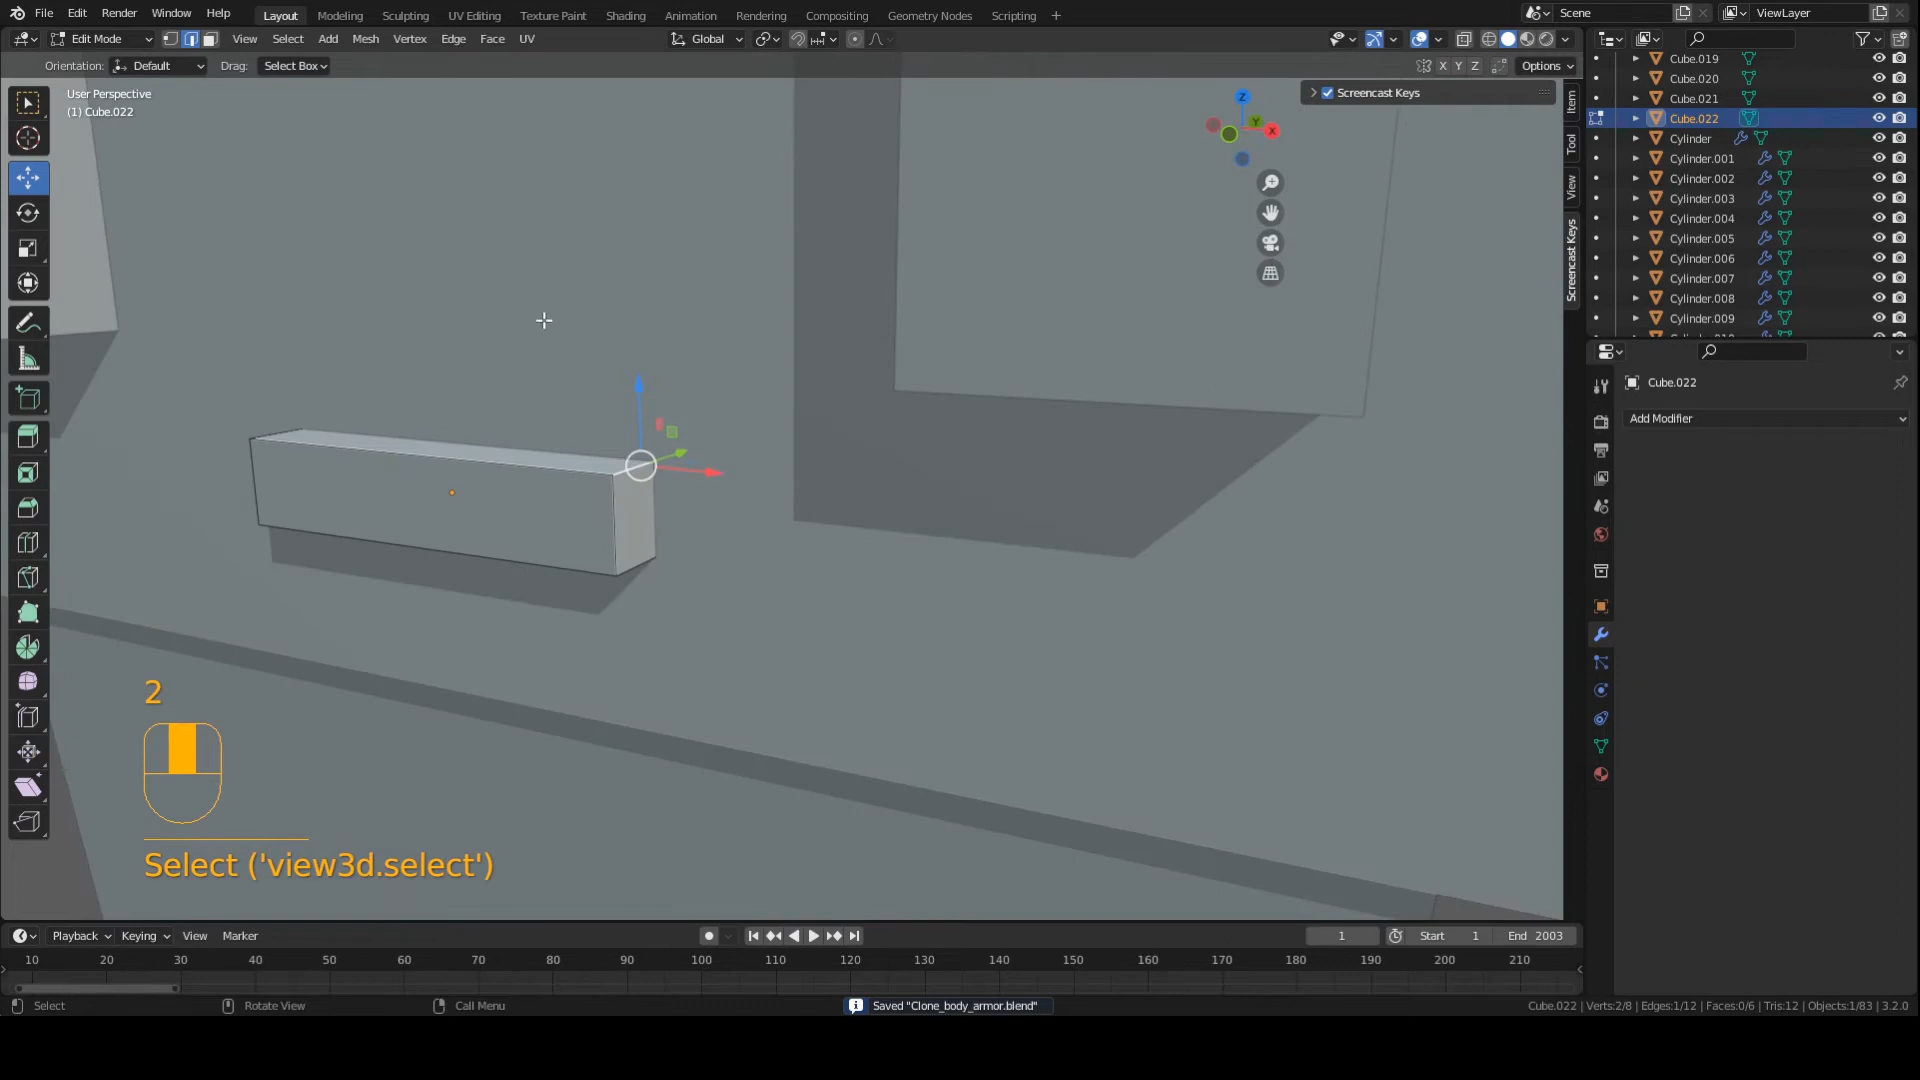 File Edit Render Window Help
Layout Modeling Sculpting UV Editing Texture Paint Shading Animation Rendering Compositing Geometry Nodes Scripting +
Scene
ViewLayer
Edit Mode
View Select Add Mesh Vertex Edge Face UV
Global
Orientation: Default
Drag: Select Box
X Y Z
Options
User Perspective
(1) Cube.022
Screencast Keys
Z
Y
X
Item
Tool
View
Screencast Keys
Cube.019
Cube.020
Cube.021
Cube.022
Cylinder
Cylinder.001
Cylinder.002
Cylinder.003
Cylinder.004
Cylinder.005
Cylinder.006
Cylinder.007
Cylinder.008
Cylinder.009
Cube.022
Add Modifier
2
Select ('view3d.select')
Playback Keying View Marker
1
Start 1
End 2003
10 20 30 40 50 60 70 80 90 100 110 120 130 140 150 160 170 180 190 200 210
Select
Rotate View
Call Menu
Saved "Clone_body_armor.blend"
Cube.022 | Verts:2/8 | Edges:1/12 | Faces:0/6 | Tris:12 | Objects:1/83 | 3.2.0